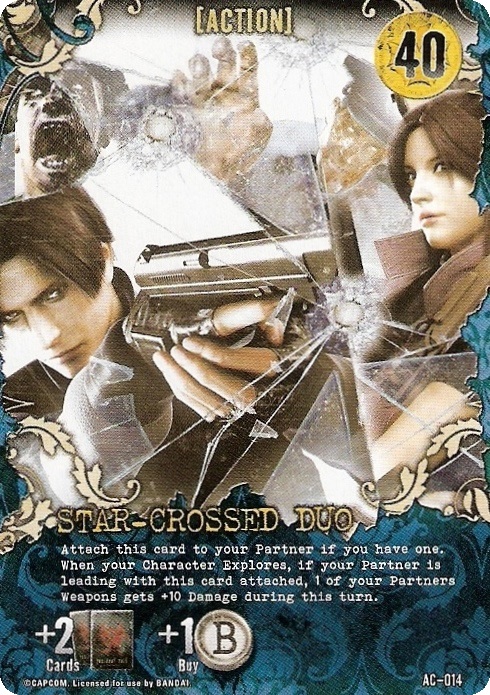 [ACTION]
40
STAR-CROSSED DUO
Attach this card to your Partner if you have one.
When your Character Explores, if your Partner is
leading with this card attached, 1 of your Partners
Weapons gets +10 Damage during this turn.
+2 +1 B
Cards Buy
©CAPCOM. Licensed for use by BANDAI. AC-014